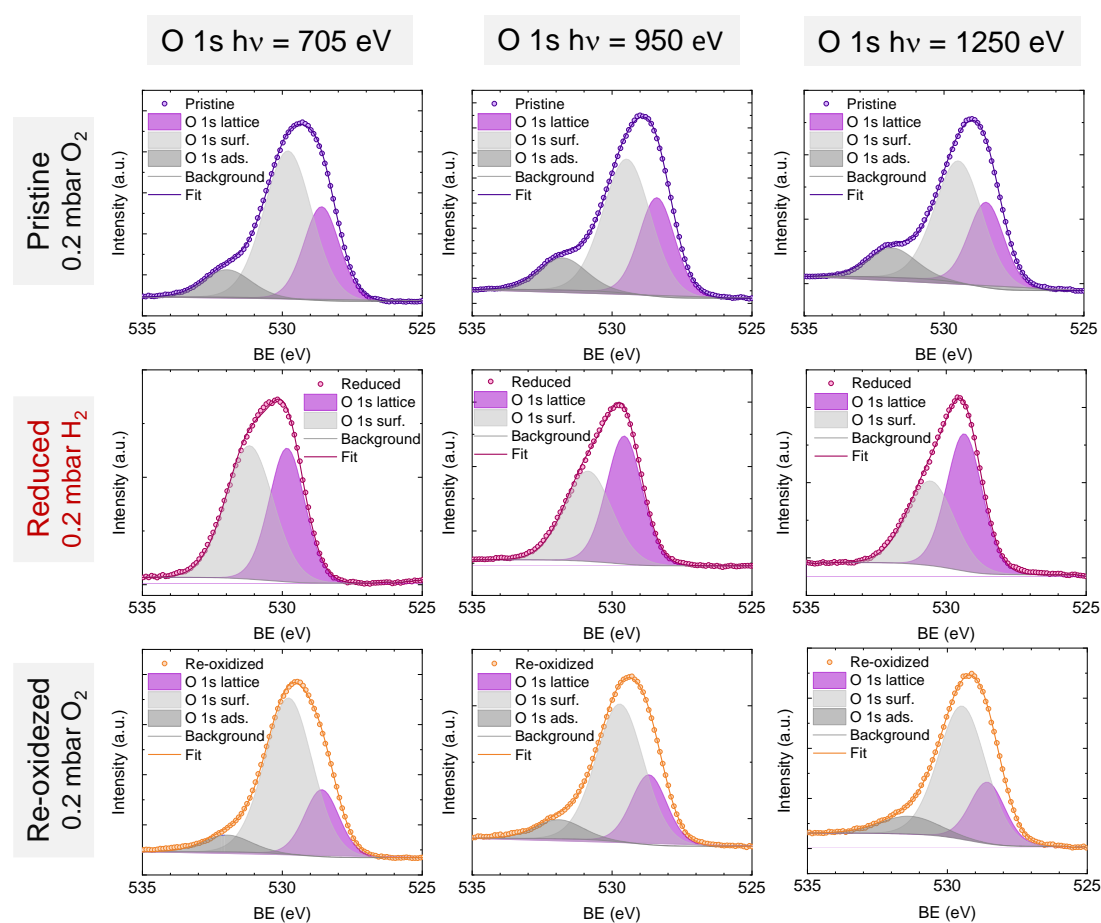 O 1s hν = 705 eV
O 1s hν = 950 eV
O 1s hν = 1250 eV
Pristine
0.2 mbar O₂
Intensity (a.u.)
Pristine
O 1s lattice
O 1s surf.
O 1s ads.
Background
Fit
535 530 525
BE (eV)
Intensity (a.u.)
Pristine
O 1s lattice
O 1s surf.
O 1s ads.
Background
Fit
535 530 525
BE (eV)
Intensity (a.u.)
Pristine
O 1s lattice
O 1s surf.
O 1s ads.
Background
Fit
535 530 525
BE (eV)
Reduced
0.2 mbar H₂
Intensity (a.u.)
Reduced
O 1s lattice
O 1s surf.
Background
Fit
535 530 525
BE (eV)
Intensity (a.u.)
Reduced
O 1s lattice
O 1s surf.
Background
Fit
535 530 525
BE (eV)
Intensity (a.u.)
Reduced
O 1s lattice
O 1s surf.
Background
Fit
535 530 525
BE (eV)
Re-oxidezed
0.2 mbar O₂
Intensity (a.u.)
Re-oxidized
O 1s lattice
O 1s surf.
O 1s ads.
Background
Fit
535 530 525
BE (eV)
Intensity (a.u.)
Re-oxidized
O 1s lattice
O 1s surf.
O 1s ads.
Background
Fit
535 530 525
BE (eV)
Intensity (a.u.)
Re-oxidized
O 1s lattice
O 1s surf.
O 1s ads.
Background
Fit
535 530 525
BE (eV)